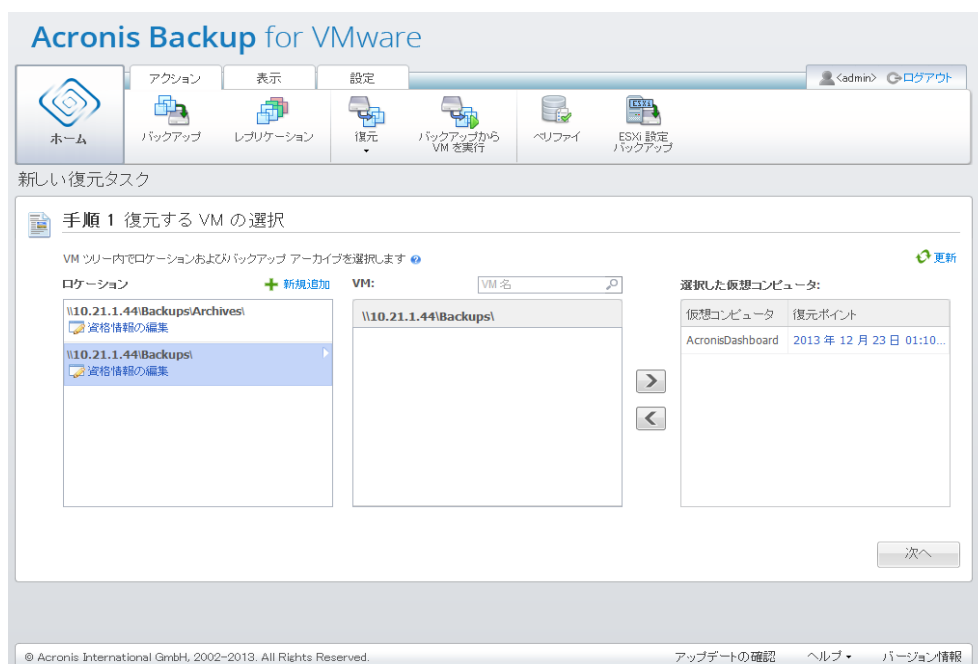 Acronis Backup for VMware
アクション 表示 設定
<admin> ログアウト
ホーム
バックアップ
レプリケーション
復元
バックアップから
VM を実行
ベリファイ
ESXi 設定
バックアップ
新しい復元タスク
手順 1 復元する VM の選択
VM ツリー内でロケーションおよびバックアップ アーカイブを選択します
更新
ロケーション
新規追加
\\10.21.1.44\Backups\Archives\
資格情報の編集
\\10.21.1.44\Backups\
資格情報の編集
VM:
VM 名
\\10.21.1.44\Backups\
選択した仮想コンピュータ:
仮想コンピュータ 復元ポイント
AcronisDashboard 2013 年 12 月 23 日 01:10...
次へ
© Acronis International GmbH, 2002-2013. All Rights Reserved.
アップデートの確認 ヘルプ バージョン情報